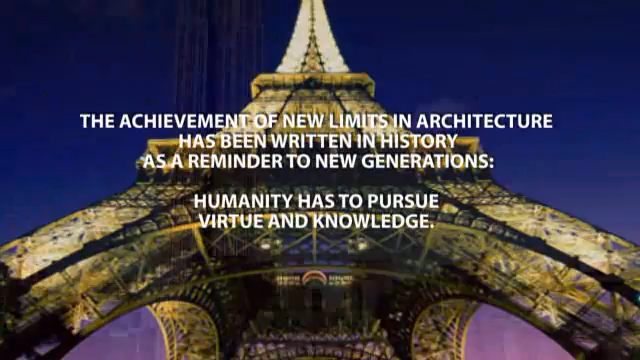 THE ACHIEVEMENT OF NEW LIMITS IN ARCHITECTURE
HAS BEEN WRITTEN IN HISTORY
AS A REMINDER TO NEW GENERATIONS:
HUMANITY HAS TO PURSUE
VIRTUE AND KNOWLEDGE.